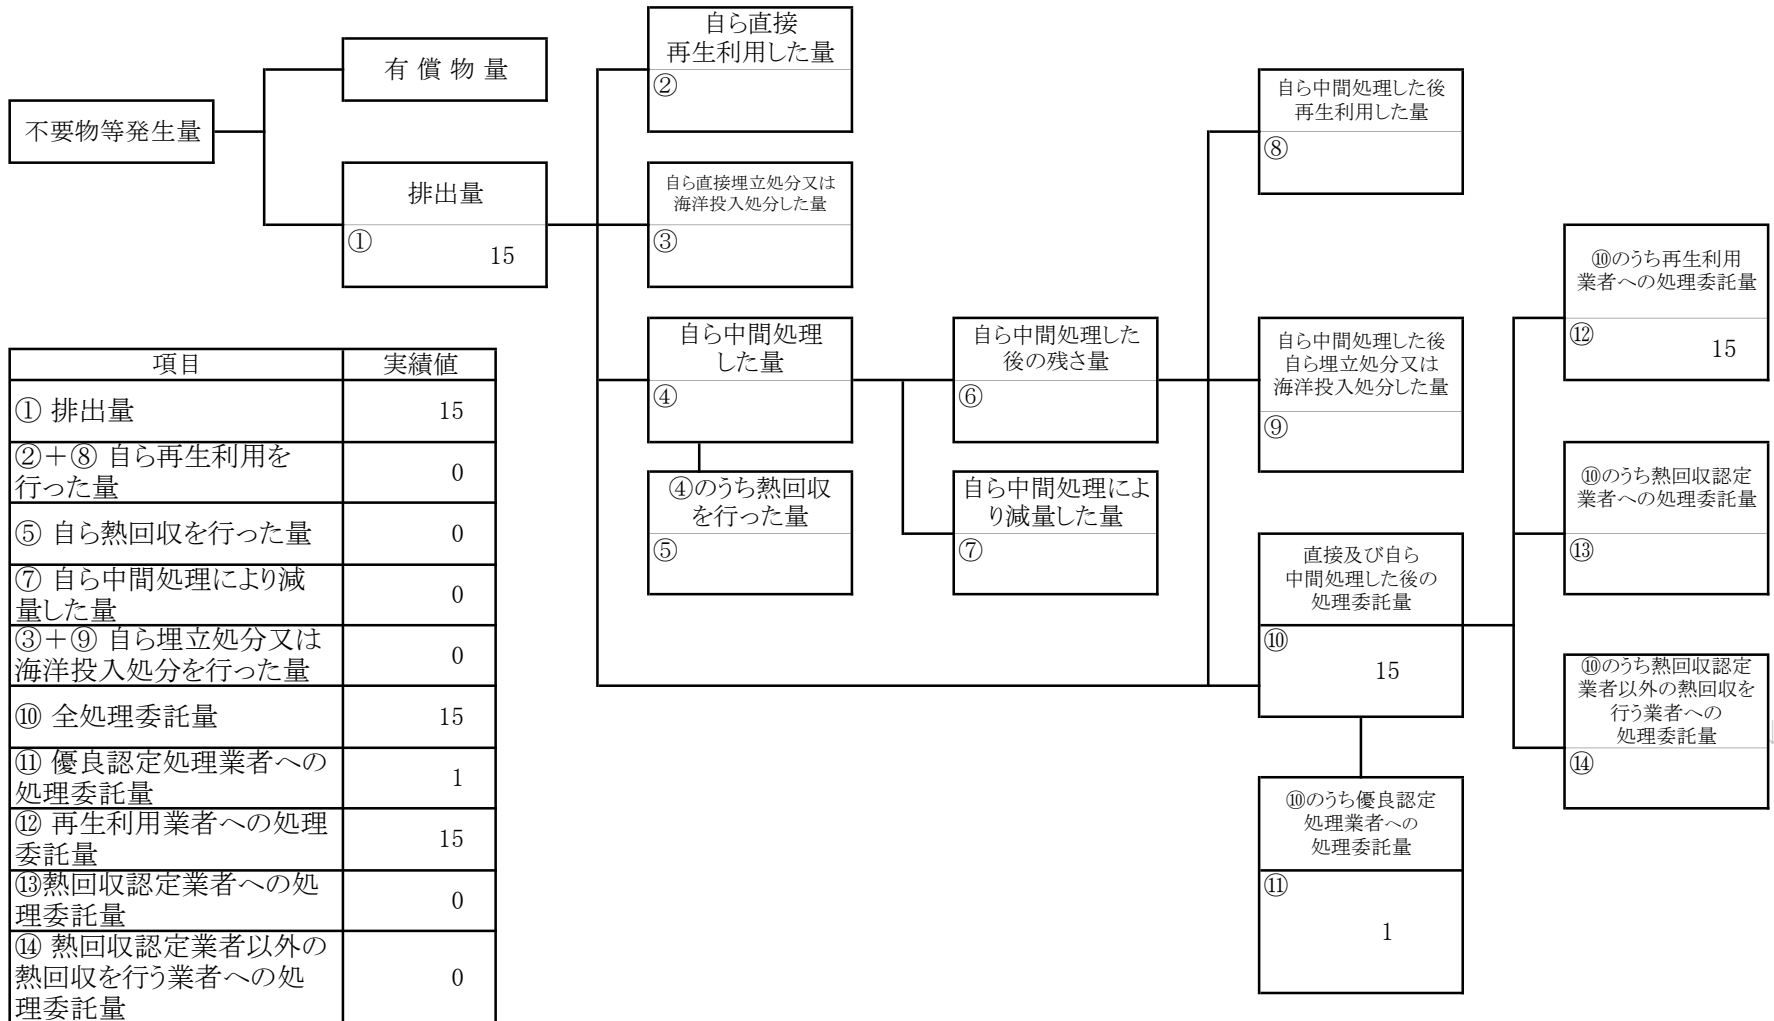 不要物等発生量
有 償 物 量
排出量
①
15
自ら直接
再生利用した量
②
自ら直接埋立処分又は
海洋投入処分した量
③
自ら中間処理
した量
④
④のうち熱回収
を行った量
⑤
自ら中間処理した
後の残さ量
⑥
自ら中間処理によ
り減量した量
⑦
自ら中間処理した後
再生利用した量
⑧
自ら中間処理した後
自ら埋立処分又は
海洋投入処分した量
⑨
直接及び自ら
中間処理した後の
処理委託量
⑩
15
⑩のうち優良認定
処理業者への
処理委託量
⑪
1
⑩のうち再生利用
業者への処理委託量
⑫
15
⑩のうち熱回収認定
業者への処理委託量
⑬
⑩のうち熱回収認定
業者以外の熱回収を
行う業者への
処理委託量
⑭
項目 実績値
① 排出量 15
②＋⑧ 自ら再生利用を
行った量 0
⑤ 自ら熱回収を行った量 0
⑦ 自ら中間処理により減
量した量 0
③＋⑨ 自ら埋立処分又は
海洋投入処分を行った量 0
⑩ 全処理委託量 15
⑪ 優良認定処理業者への
処理委託量 1
⑫ 再生利用業者への処理
委託量 15
⑬熱回収認定業者への処
理委託量 0
⑭ 熱回収認定業者以外の
熱回収を行う業者への処
理委託量 0